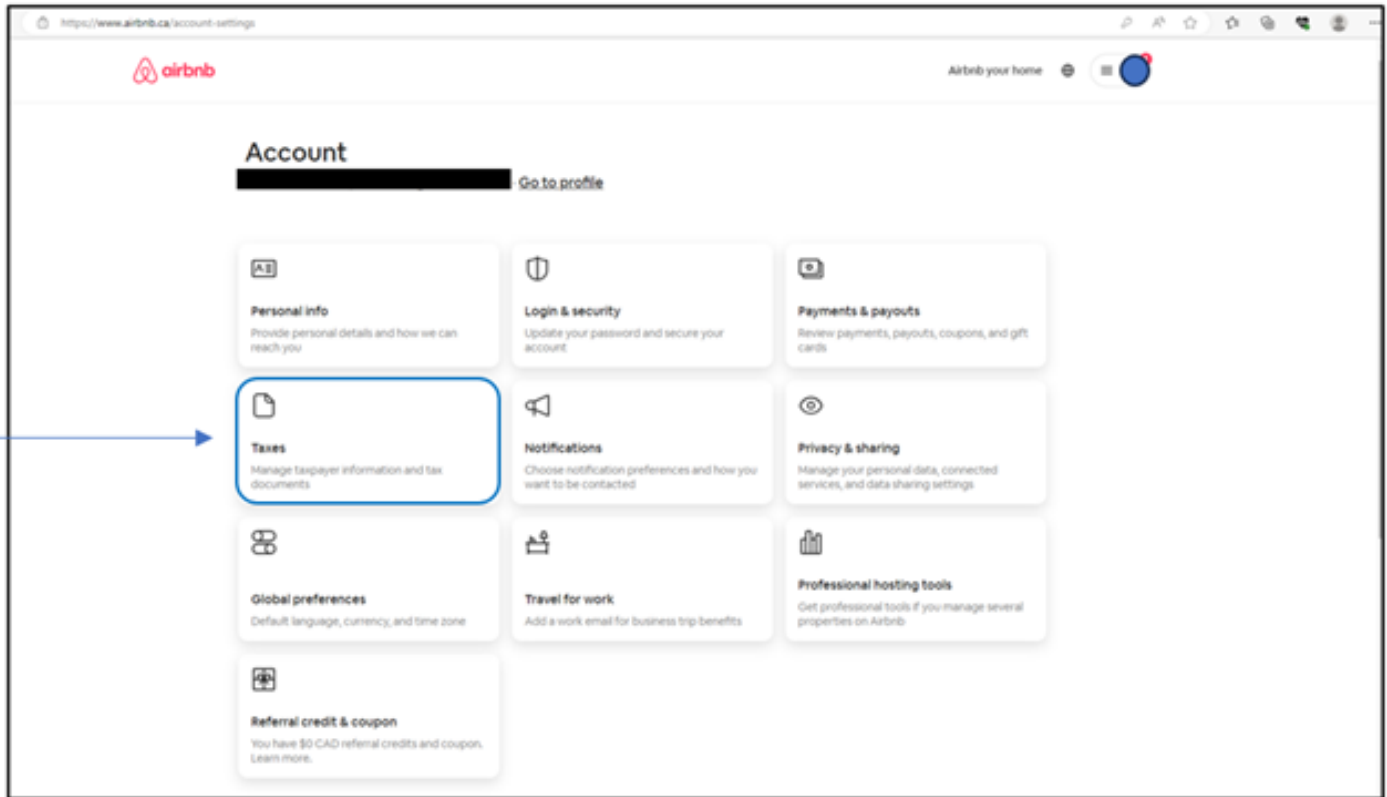 https://www.airbnb.ca/account-settings
airbnb
Airbnb your home
Account
Go to profile
Personal info
Provide personal details and how we can
reach you
Login & security
Update your password and secure your
account
Payments & payouts
Review payments, payouts, coupons, and gift
cards
Taxes
Manage taxpayer information and tax
documents
Notifications
Choose notification preferences and how you
want to be contacted
Privacy & sharing
Manage your personal data, connected
services, and data sharing settings
Global preferences
Default language, currency, and time zone
Travel for work
Add a work email for business trip benefits
Professional hosting tools
Get professional tools if you manage several
properties on Airbnb
Referral credit & coupon
You have $0 CAD referral credits and coupon.
Learn more.